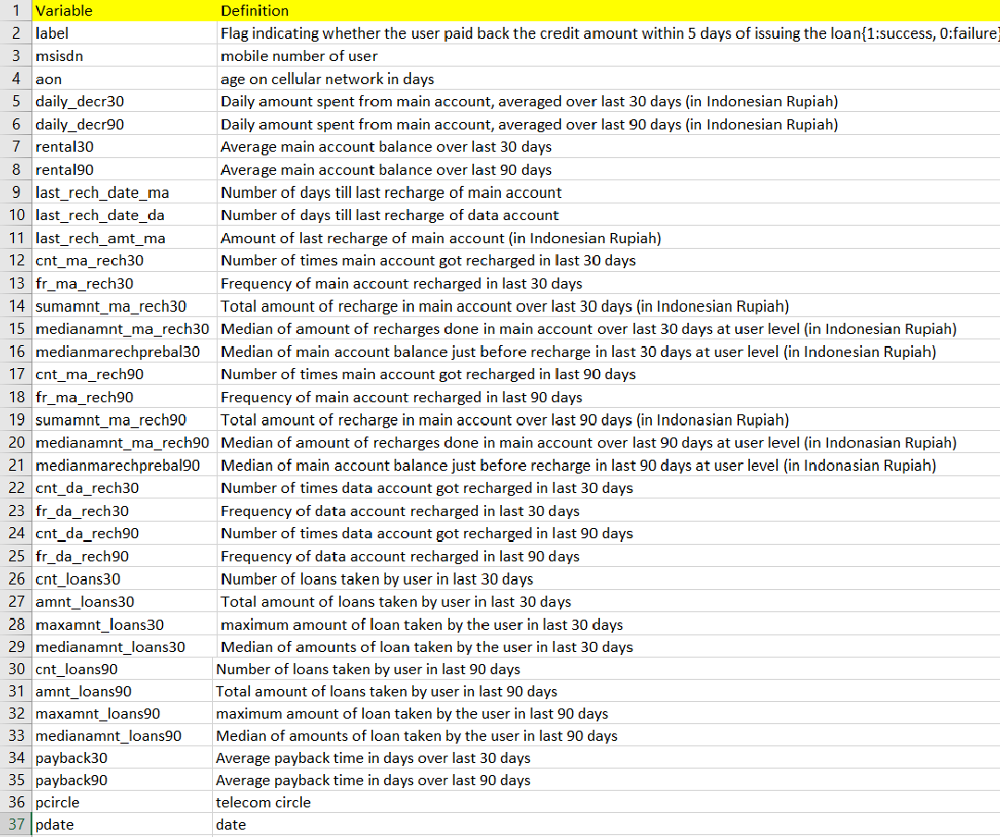 1 Variable Definition
2 label Flag indicating whether the user paid back the credit amount within 5 days of issuing the loan{1:success, 0:failure}
3 msisdn mobile number of user
4 aon age on cellular network in days
5 daily_decr30 Daily amount spent from main account, averaged over last 30 days (in Indonesian Rupiah)
6 daily_decr90 Daily amount spent from main account, averaged over last 90 days (in Indonesian Rupiah)
7 rental30 Average main account balance over last 30 days
8 rental90 Average main account balance over last 90 days
9 last_rech_date_ma Number of days till last recharge of main account
10 last_rech_date_da Number of days till last recharge of data account
11 last_rech_amt_ma Amount of last recharge of main account (in Indonesian Rupiah)
12 cnt_ma_rech30 Number of times main account got recharged in last 30 days
13 fr_ma_rech30 Frequency of main account recharged in last 30 days
14 sumamnt_ma_rech30 Total amount of recharge in main account over last 30 days (in Indonesian Rupiah)
15 medianamnt_ma_rech30 Median of amount of recharges done in main account over last 30 days at user level (in Indonesian Rupiah)
16 medianmarechprebal30 Median of main account balance just before recharge in last 30 days at user level (in Indonesian Rupiah)
17 cnt_ma_rech90 Number of times main account got recharged in last 90 days
18 fr_ma_rech90 Frequency of main account recharged in last 90 days
19 sumamnt_ma_rech90 Total amount of recharge in main account over last 90 days (in Indonasian Rupiah)
20 medianamnt_ma_rech90 Median of amount of recharges done in main account over last 90 days at user level (in Indonasian Rupiah)
21 medianmarechprebal90 Median of main account balance just before recharge in last 90 days at user level (in Indonasian Rupiah)
22 cnt_da_rech30 Number of times data account got recharged in last 30 days
23 fr_da_rech30 Frequency of data account recharged in last 30 days
24 cnt_da_rech90 Number of times data account got recharged in last 90 days
25 fr_da_rech90 Frequency of data account recharged in last 90 days
26 cnt_loans30 Number of loans taken by user in last 30 days
27 amnt_loans30 Total amount of loans taken by user in last 30 days
28 maxamnt_loans30 maximum amount of loan taken by the user in last 30 days
29 medianamnt_loans30 Median of amounts of loan taken by the user in last 30 days
30 cnt_loans90 Number of loans taken by user in last 90 days
31 amnt_loans90 Total amount of loans taken by user in last 90 days
32 maxamnt_loans90 maximum amount of loan taken by the user in last 90 days
33 medianamnt_loans90 Median of amounts of loan taken by the user in last 90 days
34 payback30 Average payback time in days over last 30 days
35 payback90 Average payback time in days over last 90 days
36 pcircle telecom circle
37 pdate date